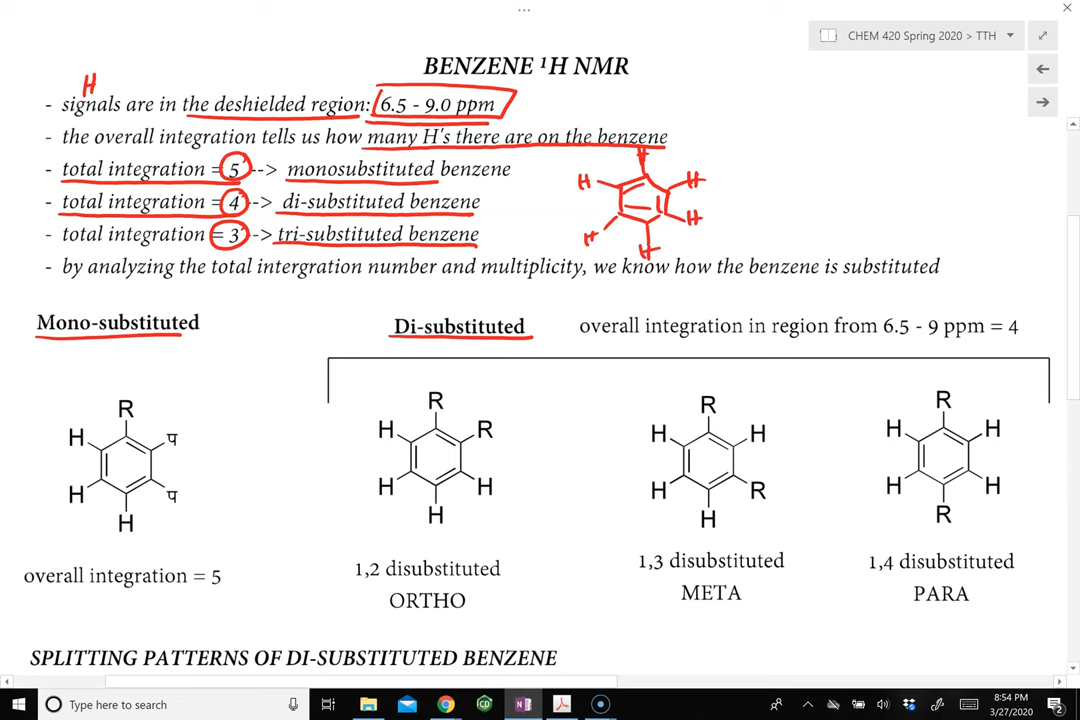 CHEM 420 Spring 2020 > TTH
BENZENE ¹H NMR
H
- signals are in the deshielded region: 6.5 - 9.0 ppm
- the overall integration tells us how many H's there are on the benzene
- total integration = 5 --> monosubstituted benzene
- total integration = 4 --> di-substituted benzene
- total integration = 3 --> tri-substituted benzene
H
H H
H
H
H
- by analyzing the total intergration number and multiplicity, we know how the benzene is substituted
Mono-substituted
Di-substituted
overall integration in region from 6.5 - 9 ppm = 4
R
H प
H प
H
overall integration = 5
R
H R
H H
H
1,2 disubstituted
ORTHO
R
H H
H R
H
1,3 disubstituted
META
R
H H
H H
R
1,4 disubstituted
PARA
SPLITTING PATTERNS OF DI-SUBSTITUTED BENZENE
Type here to search
8:54 PM
3/27/2020
2